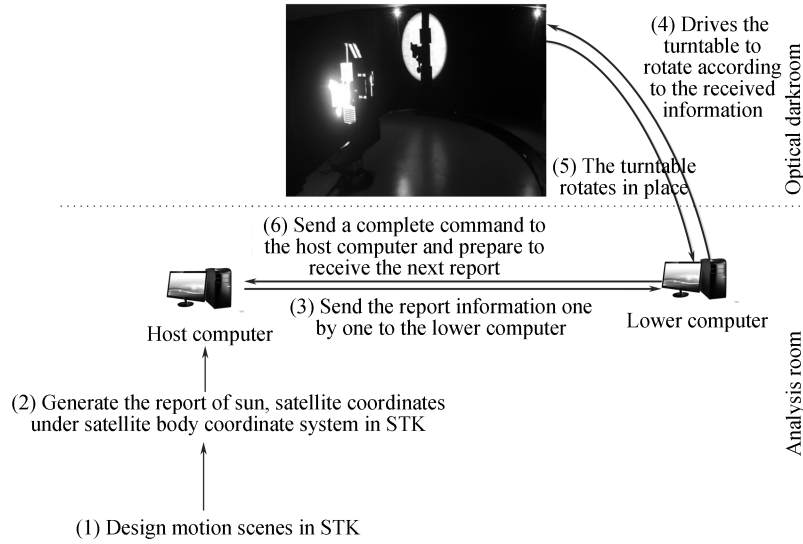 (4) Drives the
turntable to
rotate according
to the received
information
Optical darkroom
(5) The turntable
rotates in place
(6) Send a complete command to
the host computer and prepare to
receive the next report
(3) Send the report information one
by one to the lower computer
Host computer
Lower computer
Analysis room
(2) Generate the report of sun, satellite coordinates
under satellite body coordinate system in STK
(1) Design motion scenes in STK